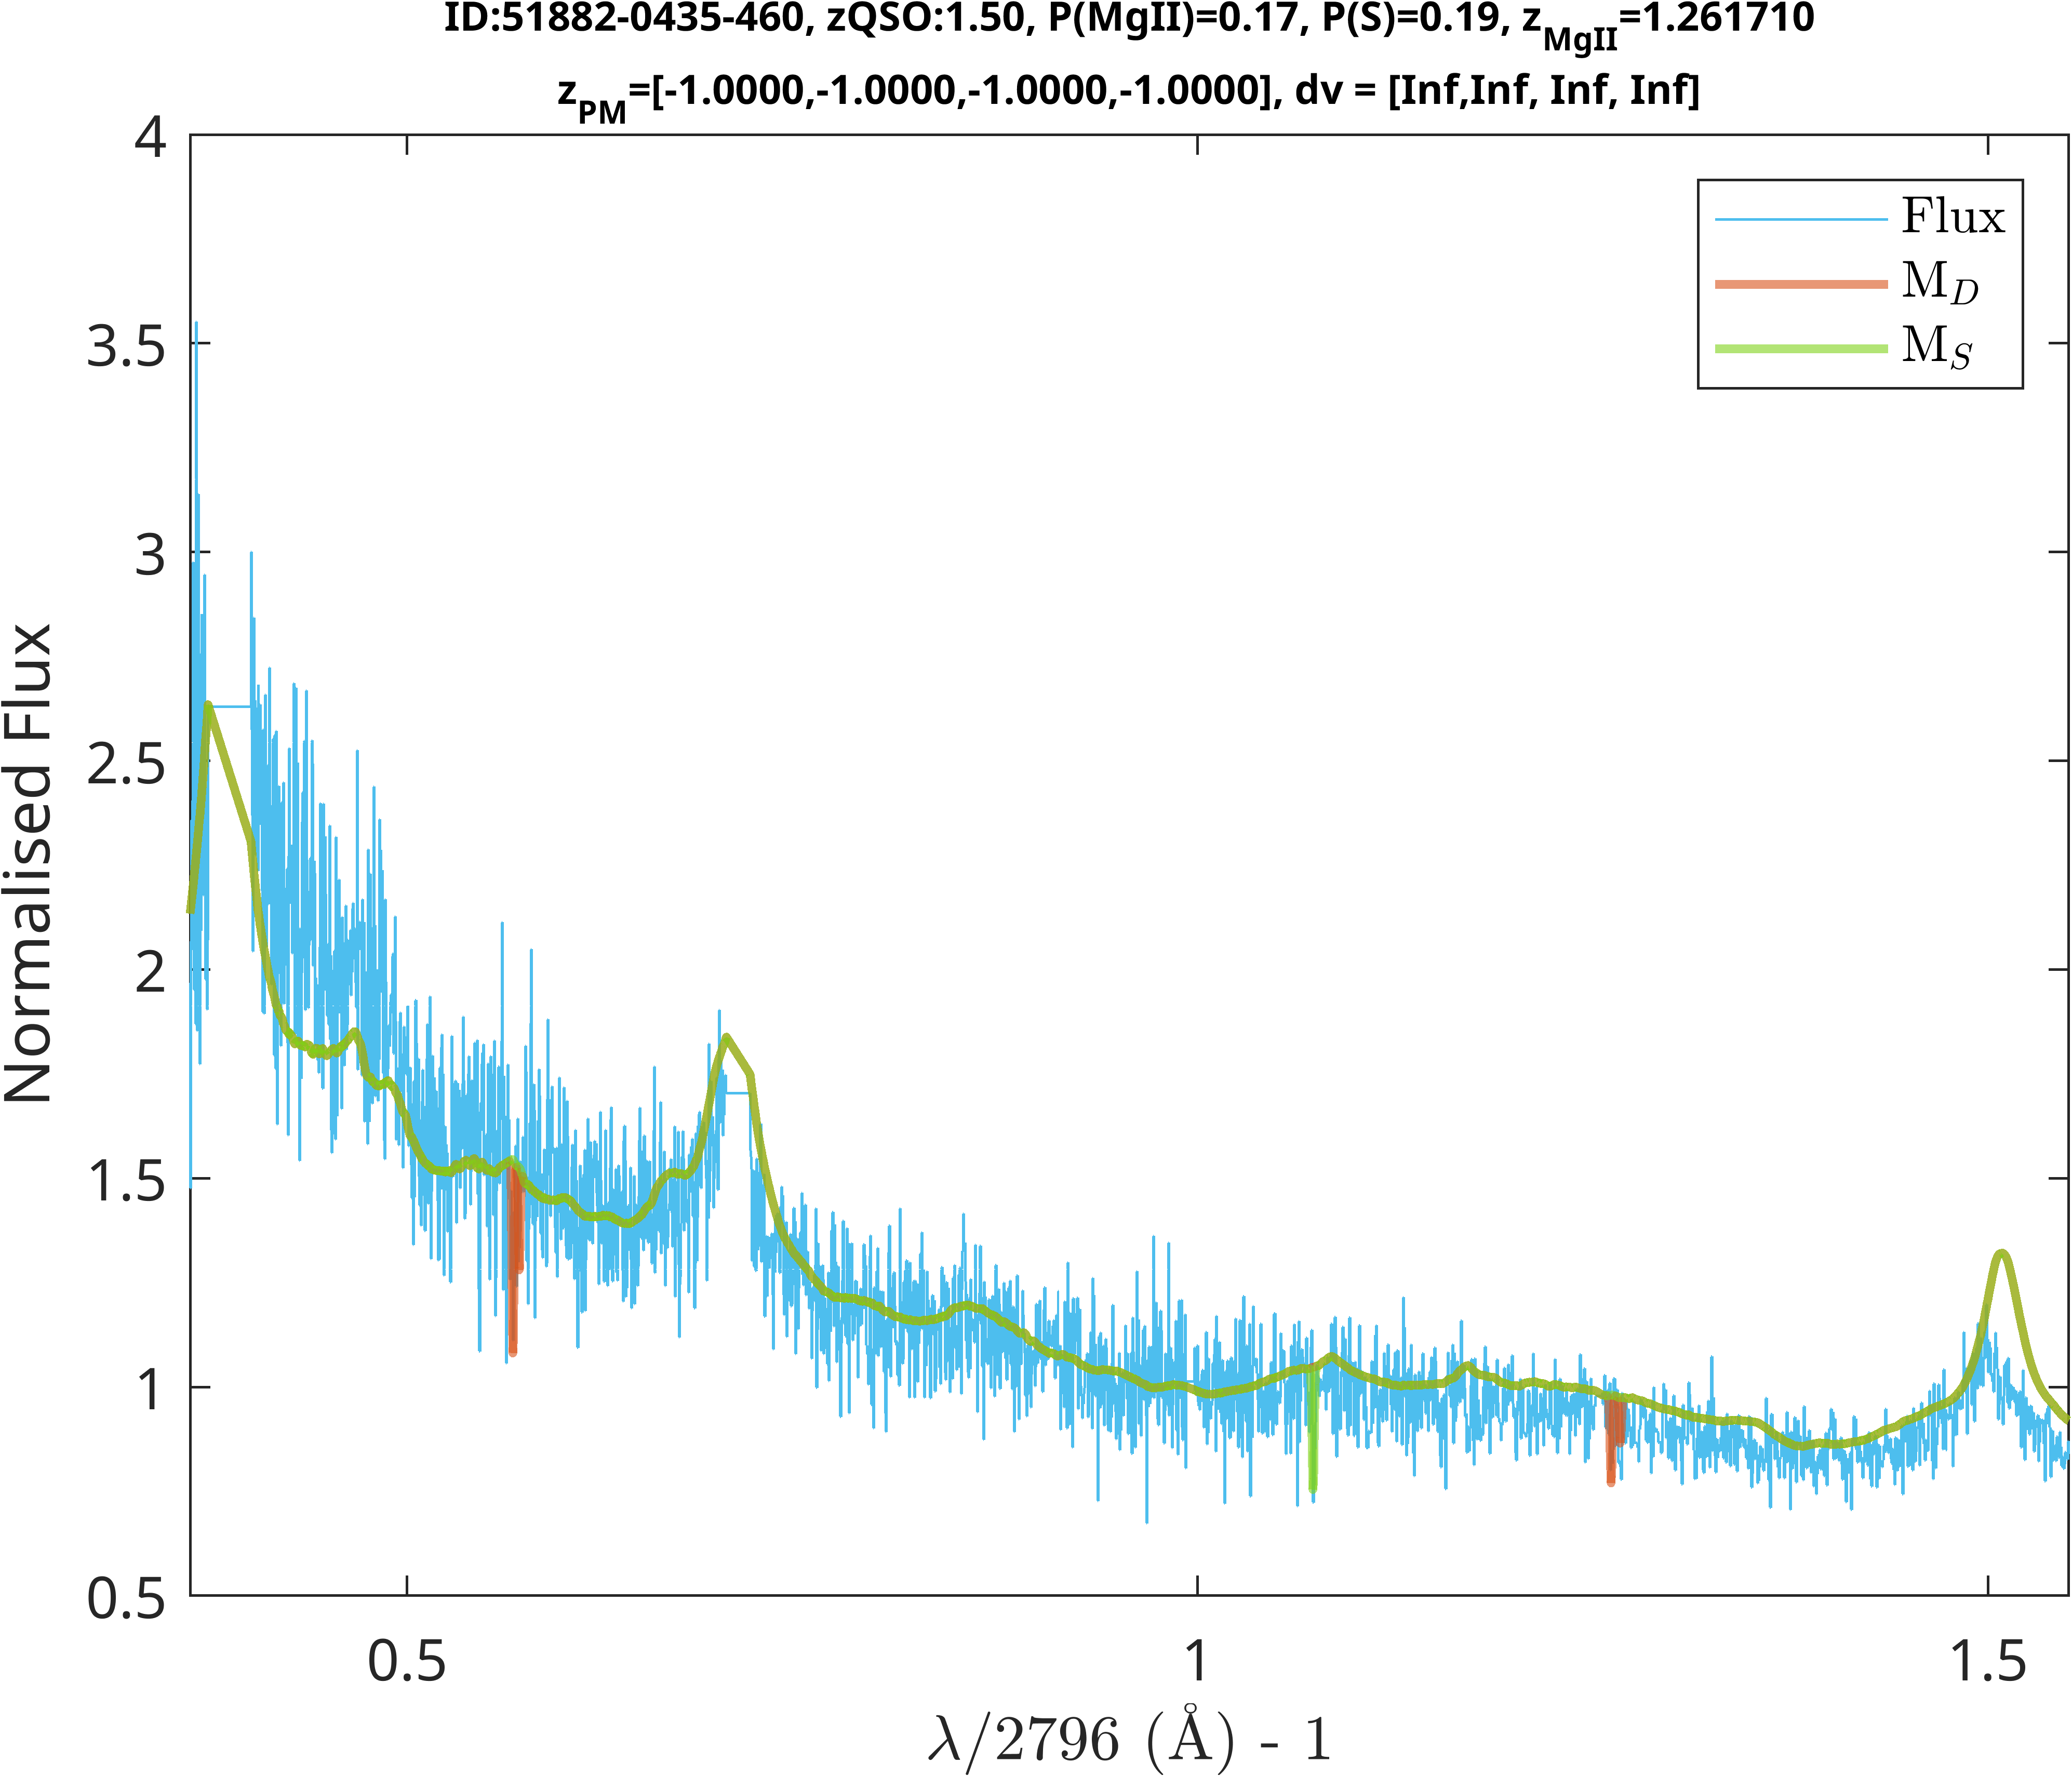 ID:51882-0435-460, zQSO:1.50, P(MgII)=0.17, P(S)=0.19, zMgII=1.261710
zPM=[-1.0000,-1.0000,-1.0000,-1.0000], dv = [Inf,Inf, Inf, Inf]
4
3.5
3
2.5
2
1.5
1
0.5
Normalised Flux
Flux
MD
MS
0.5
1
1.5
λ/2796 (Å) - 1